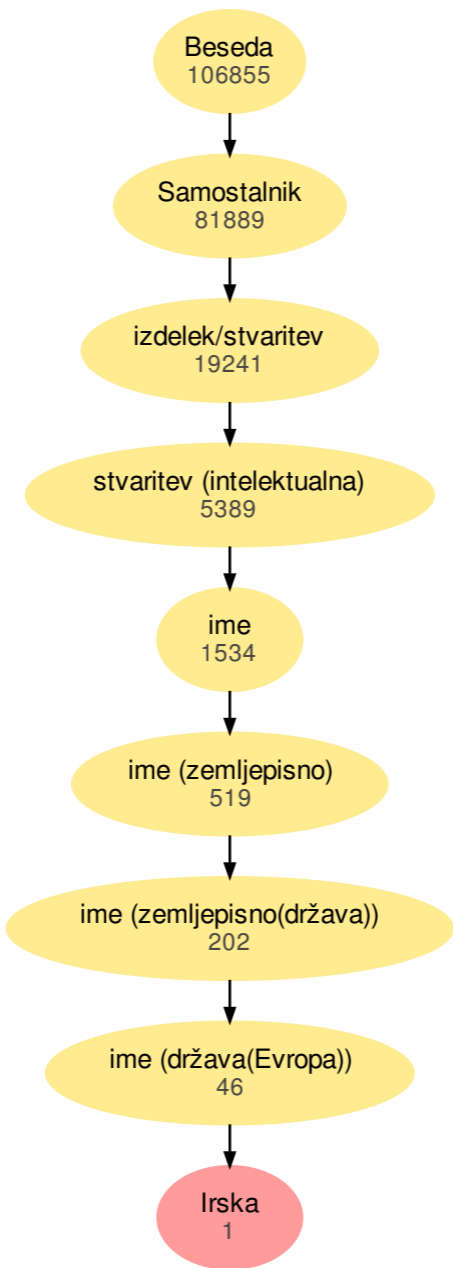 Beseda
106855
Samostalnik
81889
izdelek/stvaritev
19241
stvaritev (intelektualna)
5389
ime
1534
ime (zemljepisno)
519
ime (zemljepisno(država))
202
ime (država(Evropa))
46
Irska
1